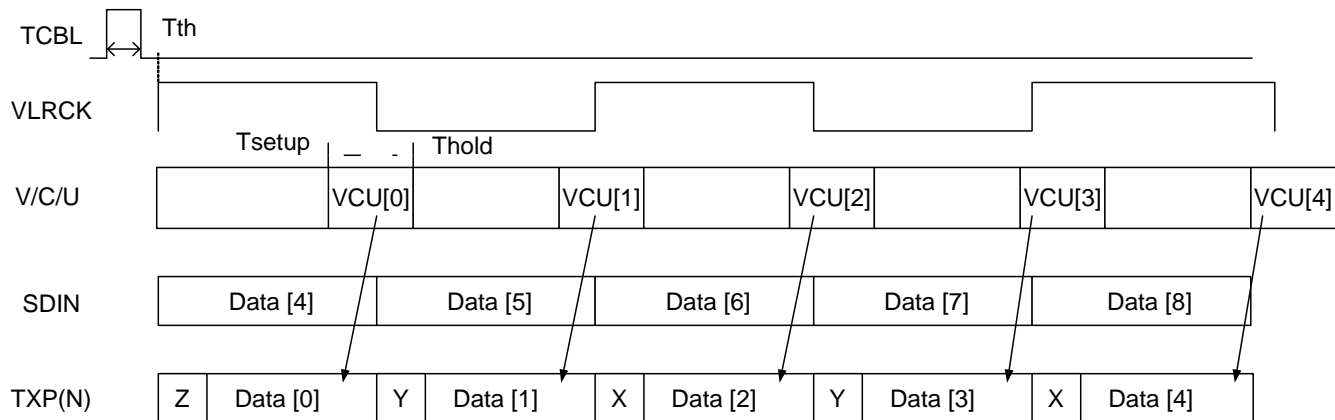 TCBL Tth
VLRCK
Tsetup Thold
V/C/U VCU[0] VCU[1] VCU[2] VCU[3] VCU[4]
SDIN Data [4] Data [5] Data [6] Data [7] Data [8]
TXP(N) Z Data [0] Y Data [1] X Data [2] Y Data [3] X Data [4]